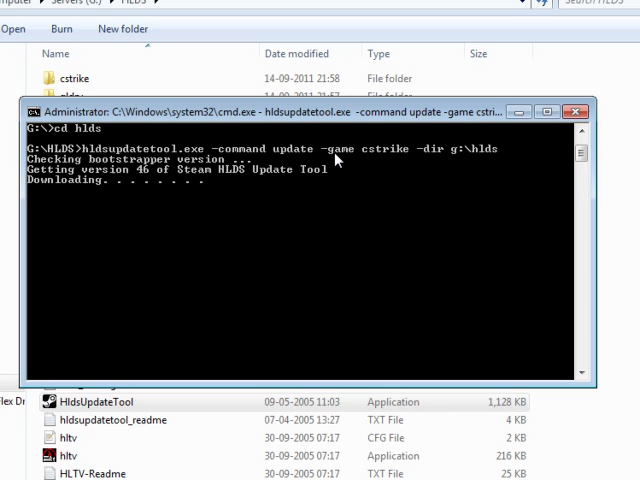 Servers (G:)
HLDS
Search HLDS
Open
Burn
New folder
Name
Date modified
Type
Size
cstrike
14-09-2011 21:58
File folder
File folder
Administrator: C:\Windows\system32\cmd.exe - hldsupdatetool.exe -command update -game cstri...
G:\>cd hlds
G:\HLDS>hldsupdatetool.exe -command update -game cstrike -dir g:\hlds
Checking bootstrapper version ...
Getting version 46 of Steam HLDS Update Tool
Downloading. . . . . . . .
Flex Dr
HldsUpdateTool
09-05-2005 11:03
Application
1,128 KB
hldsupdatetool_readme
07-04-2005 13:27
TXT File
4 KB
hltv
30-09-2005 07:17
CFG File
2 KB
hltv
30-09-2005 07:17
Application
216 KB
HLTV-Readme
30-09-2005 07:17
TXT File
25 KB